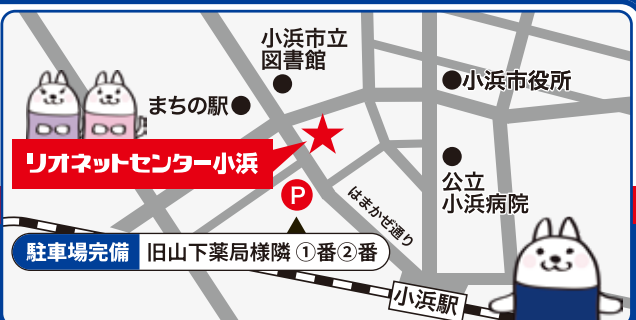 小浜市立
図書館
小浜市役所
まちの駅
リオネットセンター小浜
公立
小浜病院
P
はまかぜ通り
駐車場完備 旧山下薬局様隣 ①番②番
小浜駅